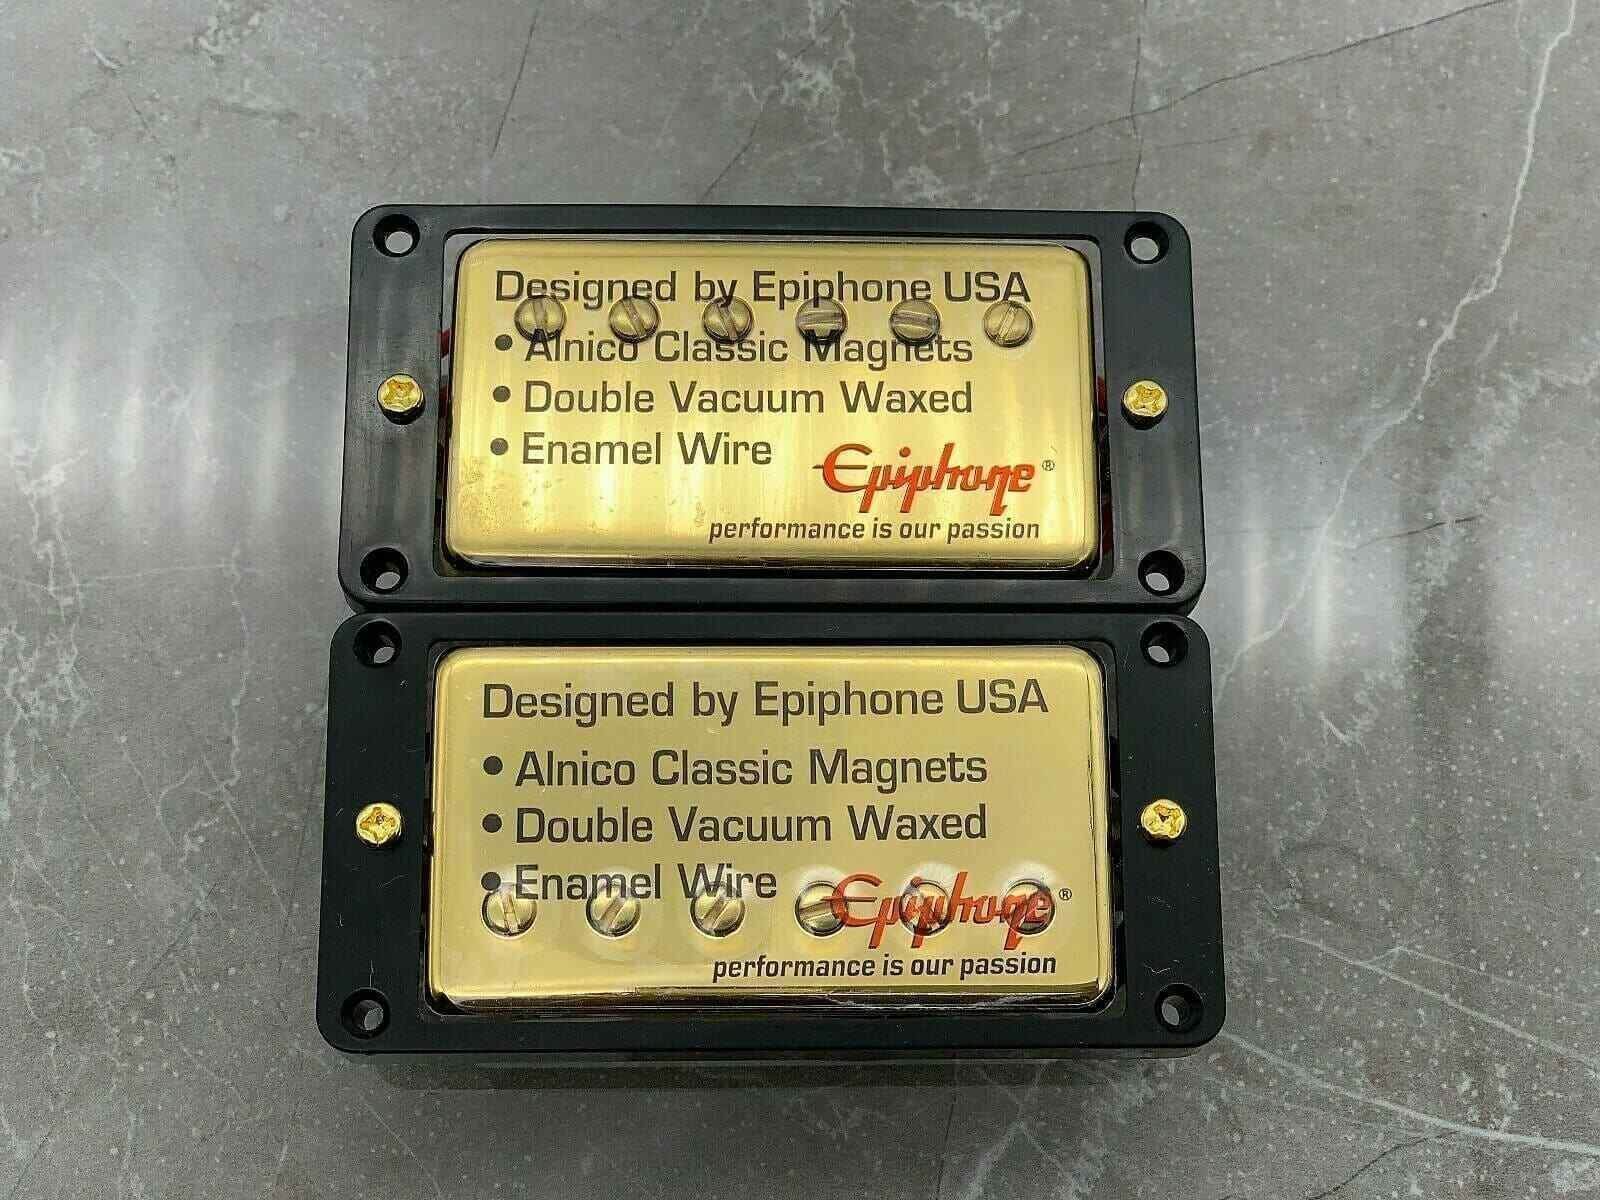 Designed by Epiphone USA
• Alnico Classic Magnets
• Double Vacuum Waxed
• Enamel Wire
Epiphone®
performance is our passion
Designed by Epiphone USA
• Alnico Classic Magnets
• Double Vacuum Waxed
• Enamel Wire
Epiphone®
performance is our passion